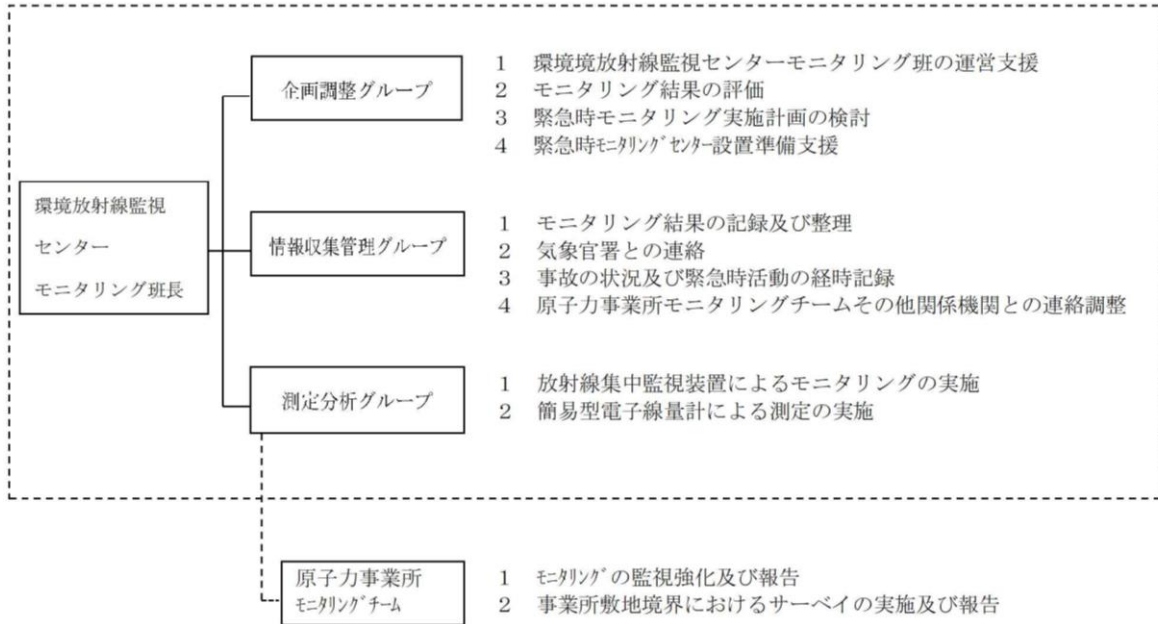 企画調整グループ
1 環境境放射線監視センターモニタリング班の運営支援
2 モニタリング結果の評価
3 緊急時モニタリング実施計画の検討
4 緊急時ﾓﾆﾀﾘﾝｸﾞｾﾝﾀｰ設置準備支援
環境放射線監視
センター
モニタリング班長
情報収集管理グループ
1 モニタリング結果の記録及び整理
2 気象官署との連絡
3 事故の状況及び緊急時活動の経時記録
4 原子力事業所モニタリングチームその他関係機関との連絡調整
測定分析グループ
1 放射線集中監視装置によるモニタリングの実施
2 簡易型電子線量計による測定の実施
原子力事業所
ﾓﾆﾀﾘﾝｸﾞﾁｰﾑ
1 ﾓﾆﾀﾘﾝｸﾞの監視強化及び報告
2 事業所敷地境界におけるサーベイの実施及び報告